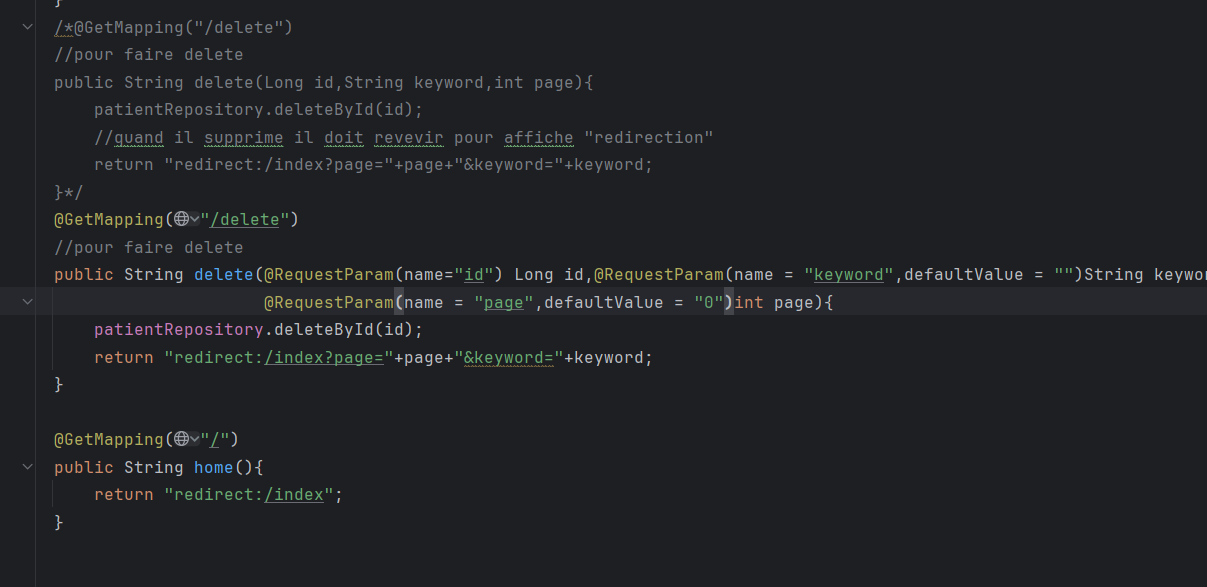 }
/*@GetMapping("/delete")
//pour faire delete
public String delete(Long id,String keyword,int page){
patientRepository.deleteById(id);
//quand il supprime il doit revevir pour affiche "redirection"
return "redirect:/index?page="+page+"&keyword="+keyword;
}*/
@GetMapping("/delete")
//pour faire delete
public String delete(@RequestParam(name="id") Long id,@RequestParam(name = "keyword",defaultValue = "")String keywo
@RequestParam(name = "page",defaultValue = "0")int page){
patientRepository.deleteById(id);
return "redirect:/index?page="+page+"&keyword="+keyword;
}
@GetMapping("/")
public String home(){
return "redirect:/index";
}